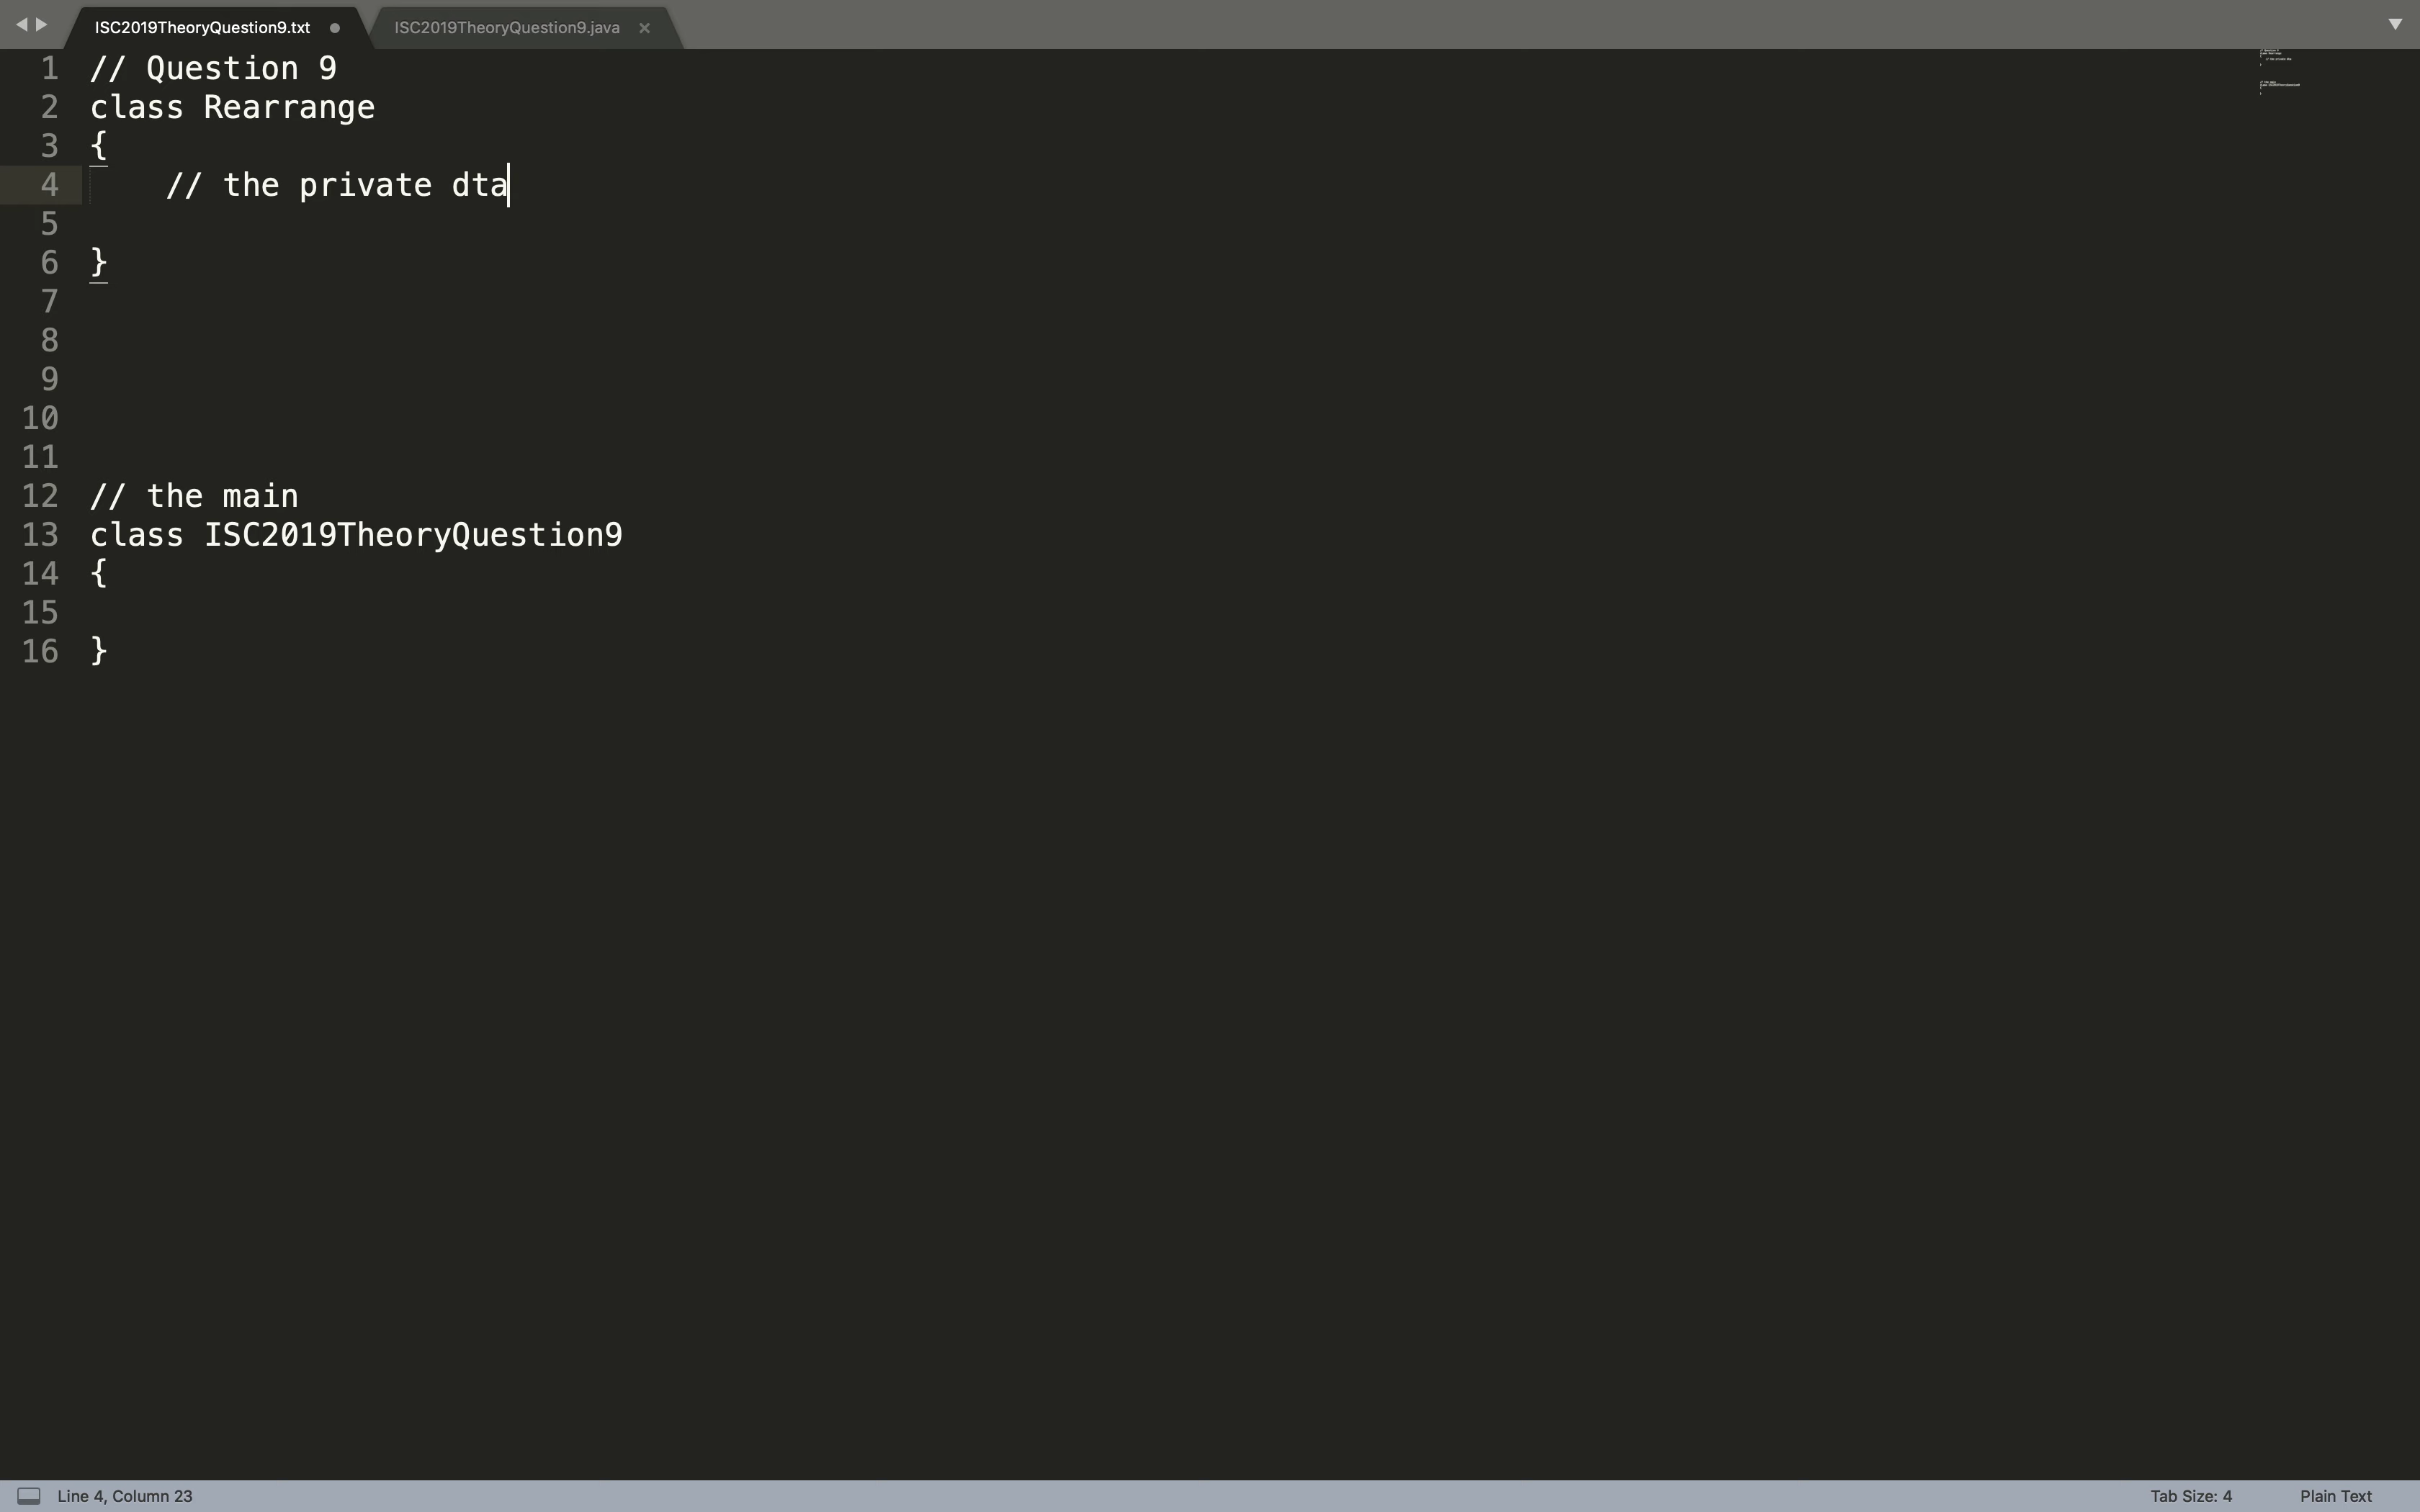 ISC2019TheoryQuestion9.txt ISC2019TheoryQuestion9.java
1 // Question 9
2 class Rearrange
3 {
4 // the private dta
5
6 }
7
8
9
10
11
12 // the main
13 class ISC2019TheoryQuestion9
14 {
15
16 }
Line 4, Column 23 Tab Size: 4 Plain Text